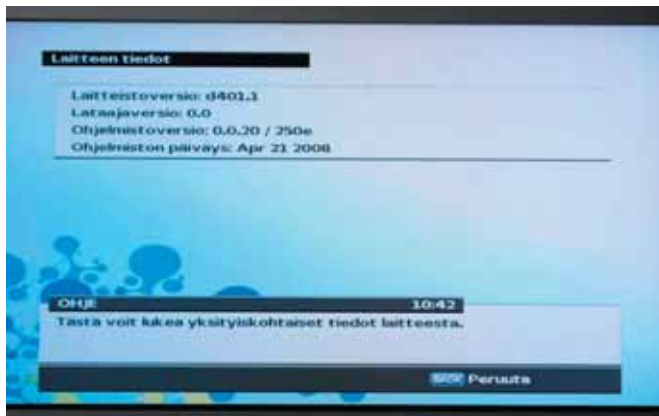 Laitteen tiedot
Laitteistoversio: d401.1
Lataajaversio: 0.0
Ohjelmistoversio: 0.0.20 / 250e
Ohjelmiston päiväys: Apr 21 2008
OHJE 10:42
Tästä voit lukea yksityiskohtaiset tiedot laitteesta.
BACK Peruuta